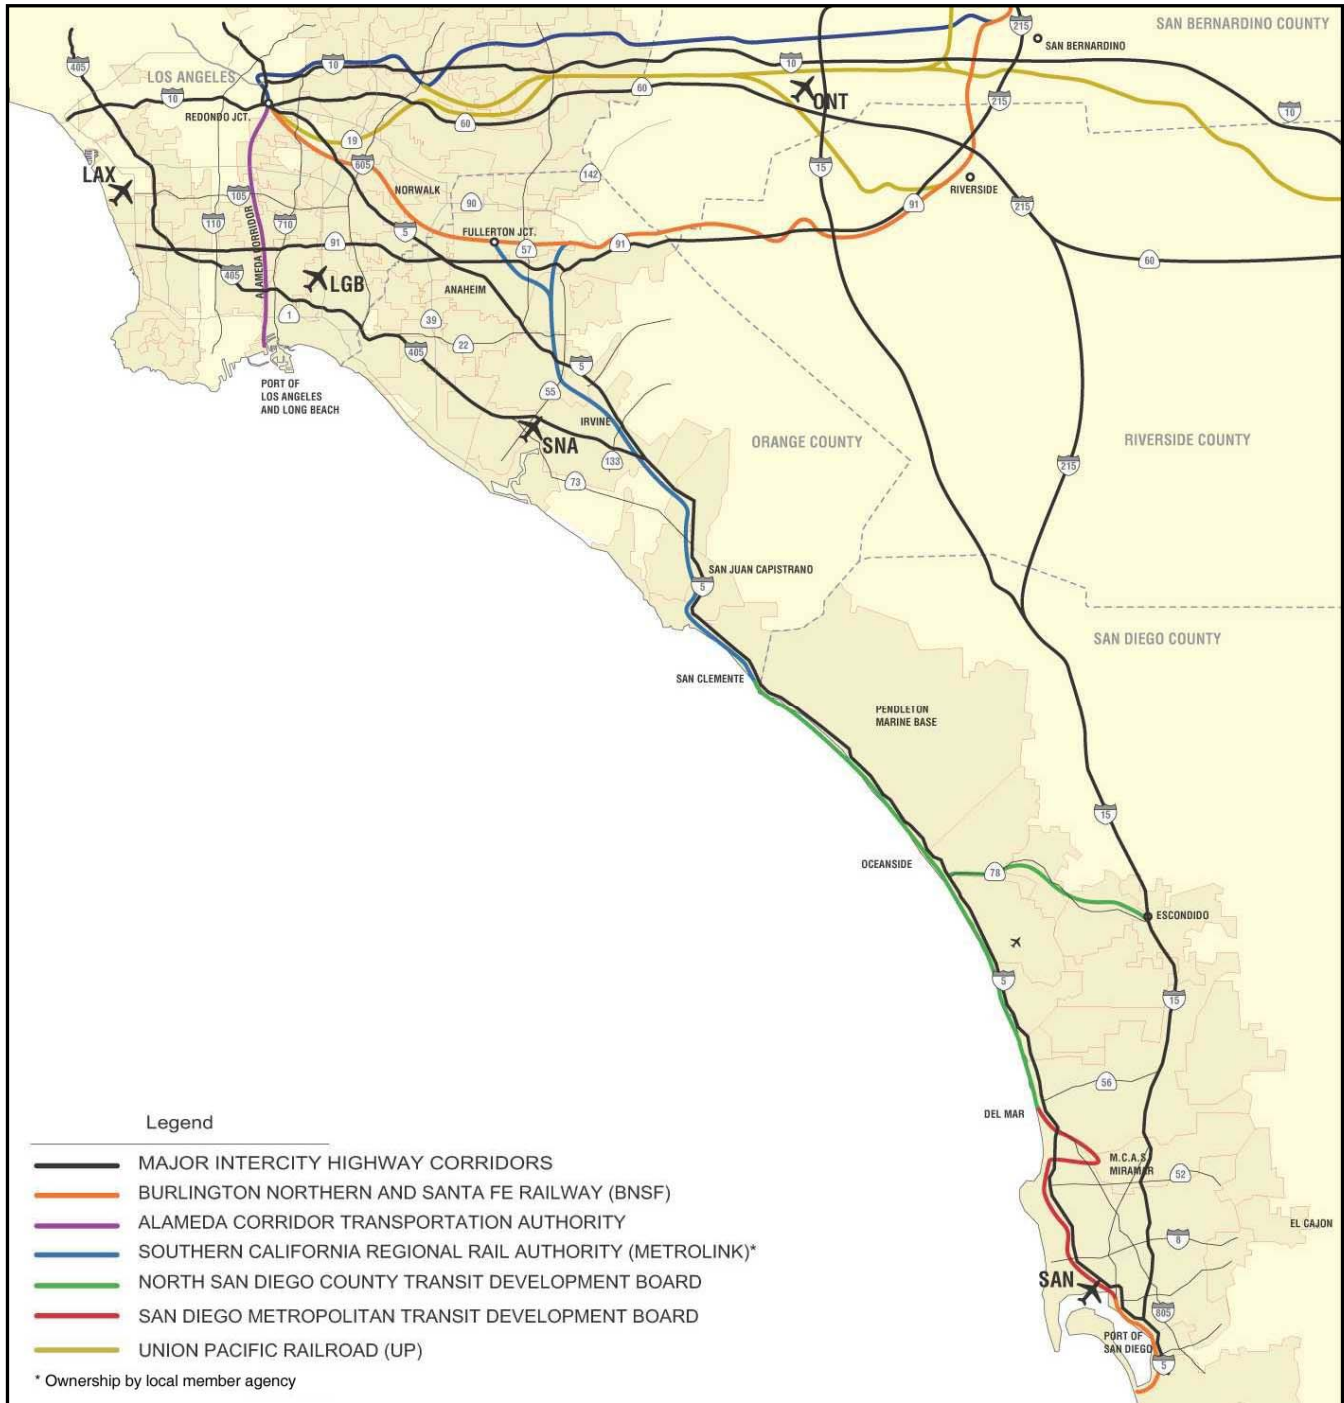 SAN BERNARDINO COUNTY
215
SAN BERNARDINO
405
LOS ANGELES
10
10
60
ONT
215
10
10
REDONDO JCT.
60
19
605
15
142
RIVERSIDE
LAX
NORWALK
105
90
91
215
110
710
ALAMEDA CORRIDOR
91
5
FULLERTON JCT.
57
91
60
405
LGB
ANAHEIM
1
39
22
405
5
PORT OF
LOS ANGELES
AND LONG BEACH
55
IRVINE
SNA
133
73
ORANGE COUNTY
RIVERSIDE COUNTY
215
SAN JUAN CAPISTRANO
5
SAN DIEGO COUNTY
SAN CLEMENTE
PENDLETON
MARINE BASE
15
OCEANSIDE
78
ESCONDIDO
5
15
56
DEL MAR
M.C.A.S.
MIRAMAR
52
EL CAJON
8
SAN
805
PORT OF
SAN DIEGO
5
Legend
MAJOR INTERCITY HIGHWAY CORRIDORS
BURLINGTON NORTHERN AND SANTA FE RAILWAY (BNSF)
ALAMEDA CORRIDOR TRANSPORTATION AUTHORITY
SOUTHERN CALIFORNIA REGIONAL RAIL AUTHORITY (METROLINK)*
NORTH SAN DIEGO COUNTY TRANSIT DEVELOPMENT BOARD
SAN DIEGO METROPOLITAN TRANSIT DEVELOPMENT BOARD
UNION PACIFIC RAILROAD (UP)
* Ownership by local member agency